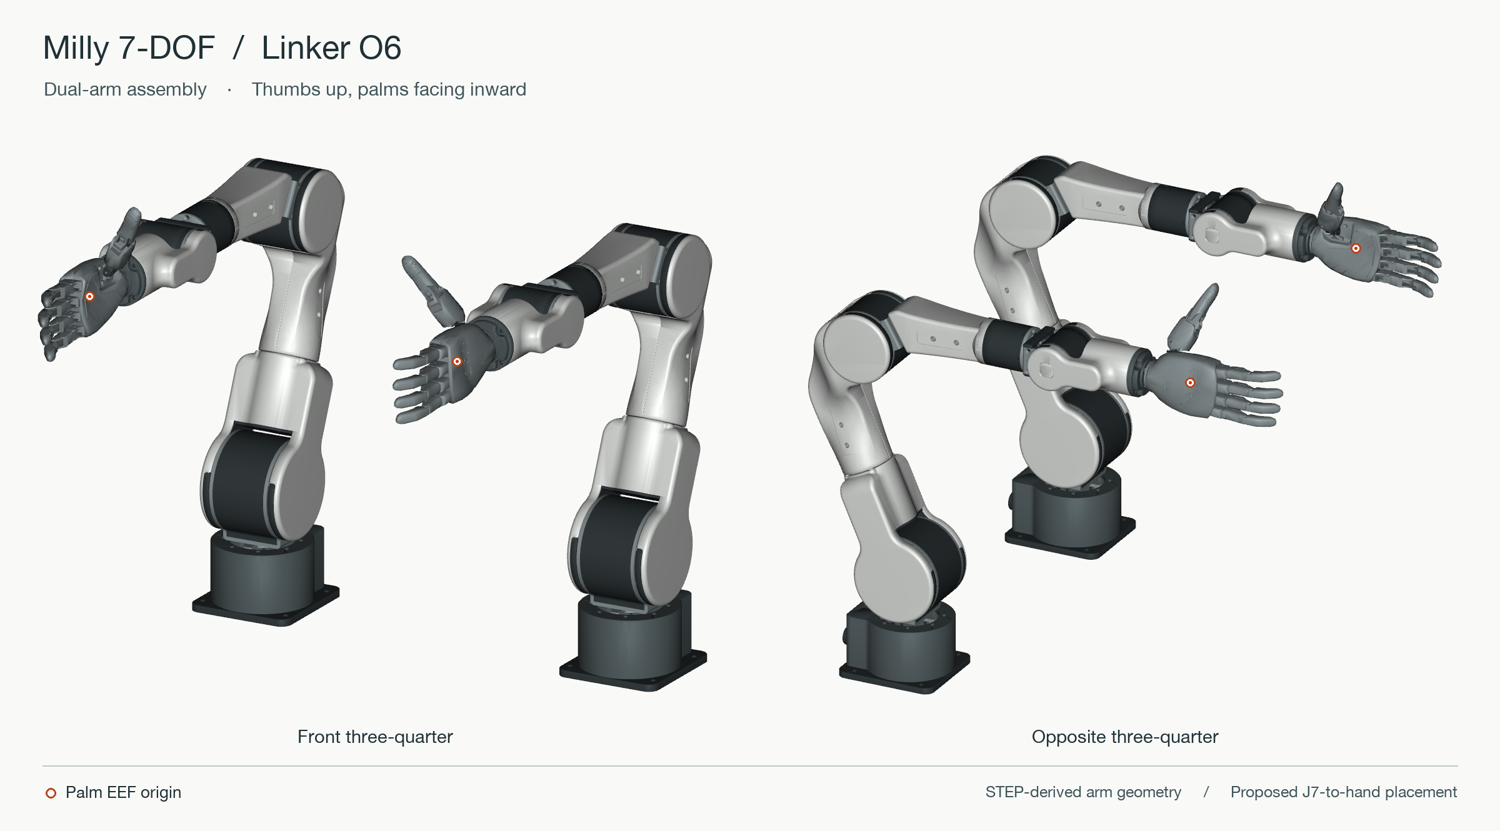 Milly 7-DOF / Linker O6
Dual-arm assembly · Thumbs up, palms facing inward
Front three-quarter
Opposite three-quarter
Palm EEF origin
STEP-derived arm geometry / Proposed J7-to-hand placement